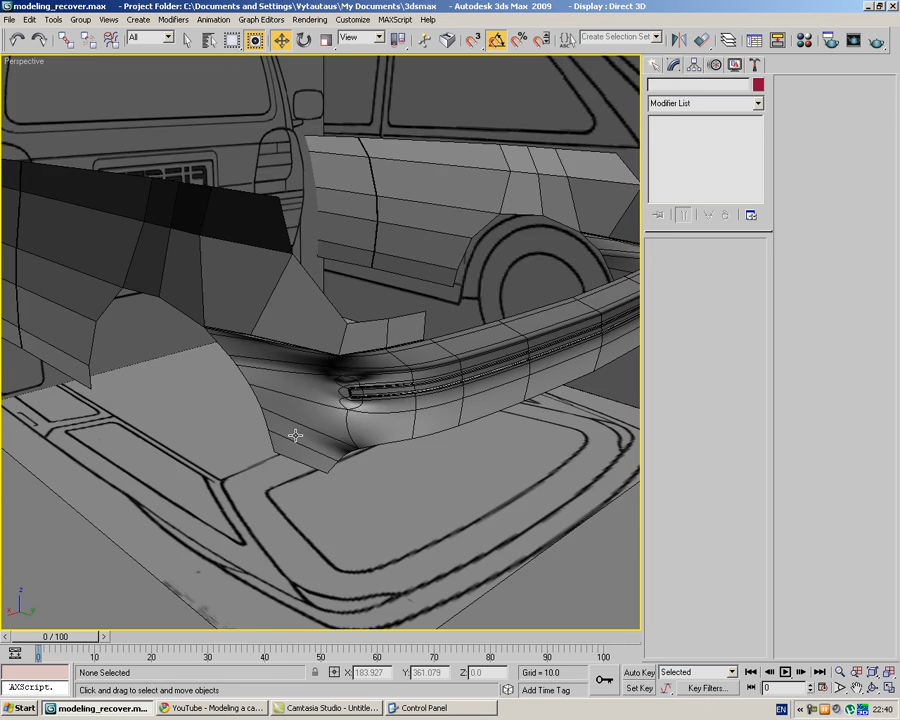 modeling_recover.max - Project Folder: C:\Documents and Settings\Vytautaus\My Documents\3dsmax - Autodesk 3ds Max 2009 - Display : Direct 3D
File Edit Tools Group Views Create Modifiers Animation Graph Editors Rendering Customize MAXScript Help
All View Create Selection Set
Perspective
Modifier List
z
x y
0 / 100
0 10 20 30 40 50 60 70 80 90 100
None Selected X: 183.927 Y: 361.079 Z: 0.0 Grid = 10.0 Auto Key Selected
AXScript. Click and drag to select and move objects Add Time Tag Set Key Key Filters... 0
Start modeling_recover.m... YouTube - Modeling a ca... Camtasia Studio - Untitle... Control Panel EN 22:40